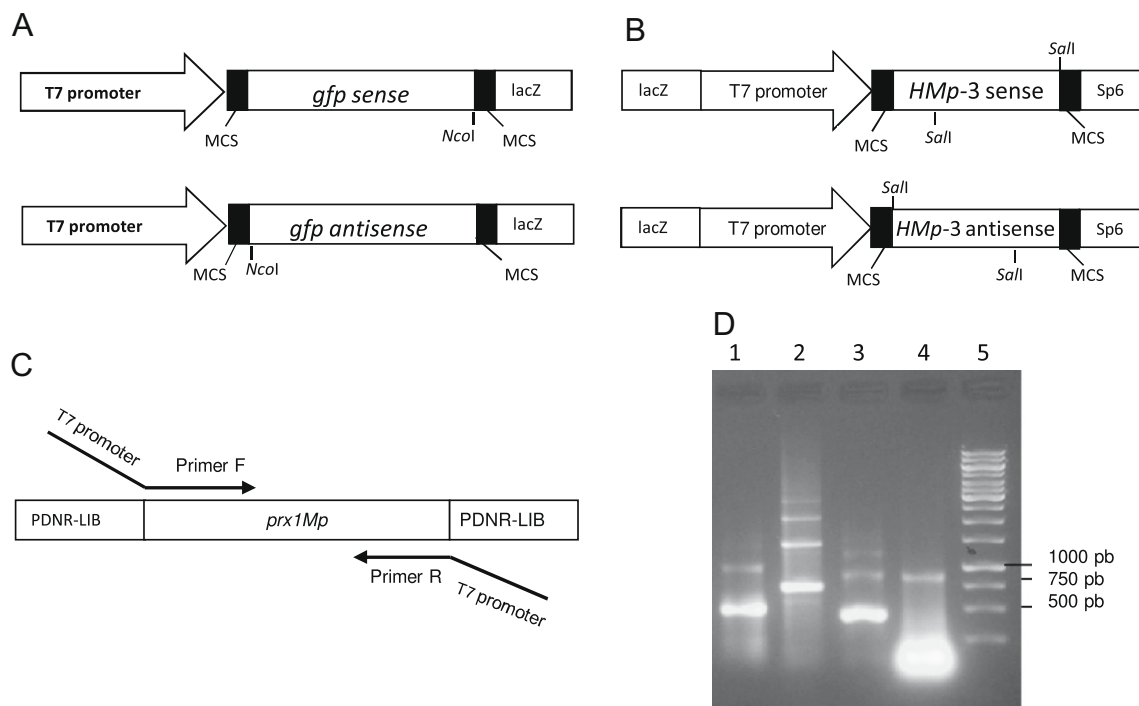 A
T7 promoter
gfp sense
lacZ
MCS
NcoI
MCS
T7 promoter
gfp antisense
lacZ
MCS
NcoI
MCS
B
SalI
lacZ
T7 promoter
HMp-3 sense
Sp6
MCS
SalI
MCS
SalI
lacZ
T7 promoter
HMp-3 antisense
Sp6
MCS
SalI
MCS
C
T7 promoter
Primer F
PDNR-LIB
prx1Mp
PDNR-LIB
Primer R
T7 promoter
D
1 2 3 4 5
1000 pb
750 pb
500 pb